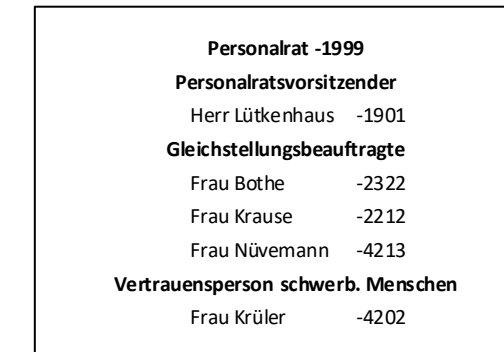 Personalrat -1999
Personalratsvorsitzender
Herr Lütkenhaus -1901
Gleichstellungsbeauftragte
Frau Bothe -2322
Frau Krause -2212
Frau Nüvemann -4213
Vertrauensperson schwerb. Menschen
Frau Krüler -4202